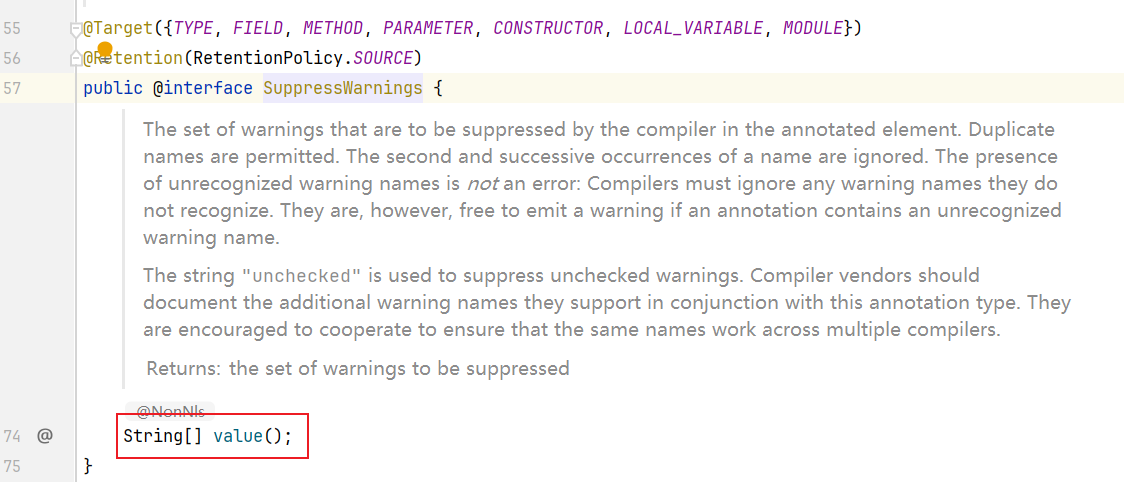 55 @Target({TYPE, FIELD, METHOD, PARAMETER, CONSTRUCTOR, LOCAL_VARIABLE, MODULE})
56 @Retention(RetentionPolicy.SOURCE)
57 public @interface SuppressWarnings {
The set of warnings that are to be suppressed by the compiler in the annotated element. Duplicate
names are permitted. The second and successive occurrences of a name are ignored. The presence
of unrecognized warning names is not an error: Compilers must ignore any warning names they do
not recognize. They are, however, free to emit a warning if an annotation contains an unrecognized
warning name.
The string "unchecked" is used to suppress unchecked warnings. Compiler vendors should
document the additional warning names they support in conjunction with this annotation type. They
are encouraged to cooperate to ensure that the same names work across multiple compilers.
Returns: the set of warnings to be suppressed
@NonNls
74 @ String[] value();
75 }